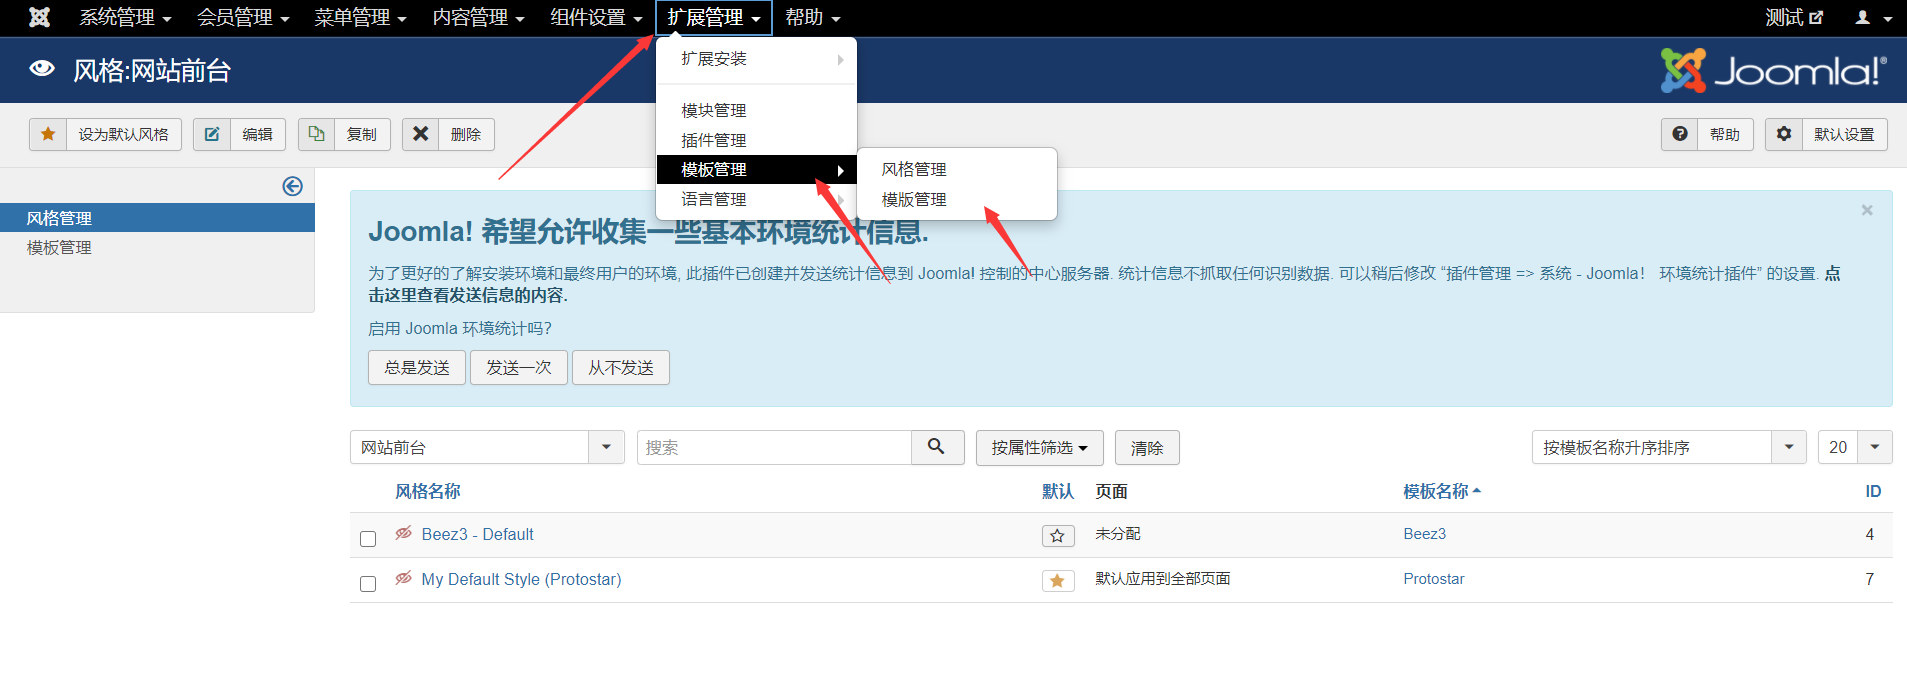 系统管理 会员管理 菜单管理 内容管理 组件设置 扩展管理 帮助 测试
风格:网站前台
Joomla!®
扩展安装
模块管理
插件管理
模板管理
语言管理
风格管理
模版管理
设为默认风格 编辑 复制 删除 帮助 默认设置
风格管理
模板管理
Joomla! 希望允许收集一些基本环境统计信息.
为了更好的了解安装环境和最终用户的环境, 此插件已创建并发送统计信息到 Joomla! 控制的中心服务器. 统计信息不抓取任何识别数据. 可以稍后修改 “插件管理 => 系统 - Joomla! 环境统计插件” 的设置. 点
击这里查看发送信息的内容.
启用 Joomla 环境统计吗?
总是发送 发送一次 从不发送
网站前台 搜索 按属性筛选 清除 按模板名称升序排序 20
风格名称 默认 页面 模板名称 ID
Beez3 - Default 未分配 Beez3 4
My Default Style (Protostar) 默认应用到全部页面 Protostar 7